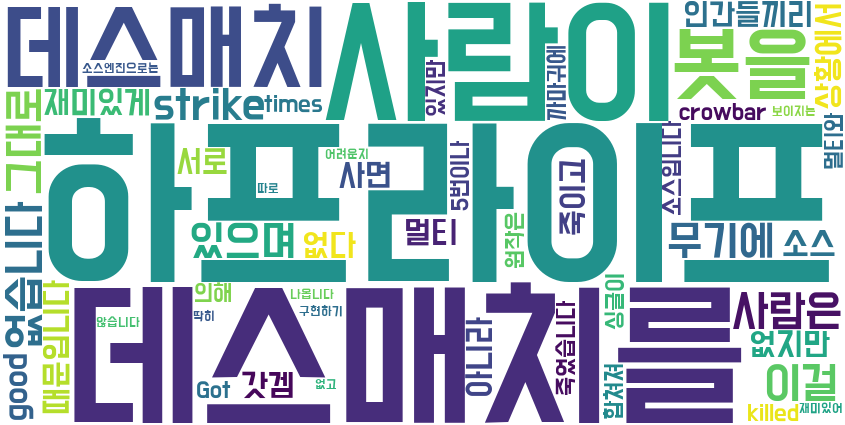 데스매치
소스엔진으로는
사람이
인간들끼리
서
상황에
봇을
있지만
까마귀에
그대로
재미있게
strike
times
crowbar
보이지는
하프라이프
서로
어려운지
따로
사면
5번이나
죽이고
소스입니다
멀티와
있으며
없다
멀티
원작은
무기에
소스
없습니다
때문입니다
의해
나옵니다
구현하기
많습니다
딱히
데스매치를
아니라
죽었습니다
싱글이
사람은
없지만
이걸
good
Got
갓겜
없고
합쳐져
killed
재미있어